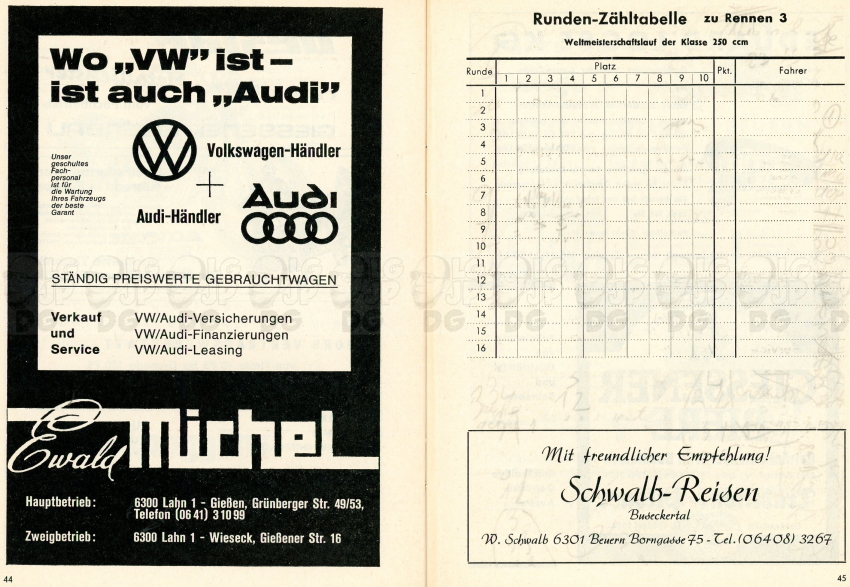 Wo „VW” ist –
ist auch „Audi”
Unser
geschultes
Fach-
personal
ist für
die Wartung
Ihres Fahrzeugs
der beste
Garant
Volkswagen-Händler
+
Audi
Audi-Händler
STÄNDIG PREISWERTE GEBRAUCHTWAGEN
Verkauf VW/Audi-Versicherungen
und VW/Audi-Finanzierungen
Service VW/Audi-Leasing
Ewald Michel
Hauptbetrieb: 6300 Lahn 1 - Gießen, Grünberger Str. 49/53,
Telefon (06 41) 3 10 99
Zweigbetrieb: 6300 Lahn 1 - Wieseck, Gießener Str. 16
44
Runden-Zähltabelle zu Rennen 3
Weltmeisterschaftslauf der Klasse 250 ccm
Runde Platz Pkt. Fahrer
1 2 3 4 5 6 7 8 9 10
1
2
3
4
5
6
7
8
9
10
11
12
13
14
15
16
Mit freundlicher Empfehlung!
Schwalb-Reisen
Buseckertal
W. Schwalb 6301 Beuern Borngasse 75 - Tel. (064 08) 3267
45